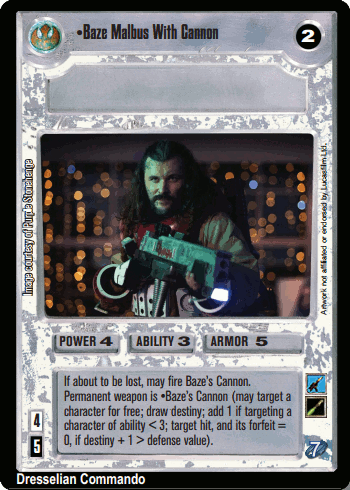 •Baze Malbus With Cannon
2
Image courtesy of Purple Stoneforge
Artwork not affiliated or endorsed by Lucasfilm Ltd.
POWER 4
ABILITY 3
ARMOR 5
If about to be lost, may fire Baze's Cannon.
Permanent weapon is •Baze's Cannon (may target a
character for free; draw destiny; add 1 if targeting a
character of ability < 3; target hit, and its forfeit =
0, if destiny + 1 > defense value).
4
5
7
Dresselian Commando